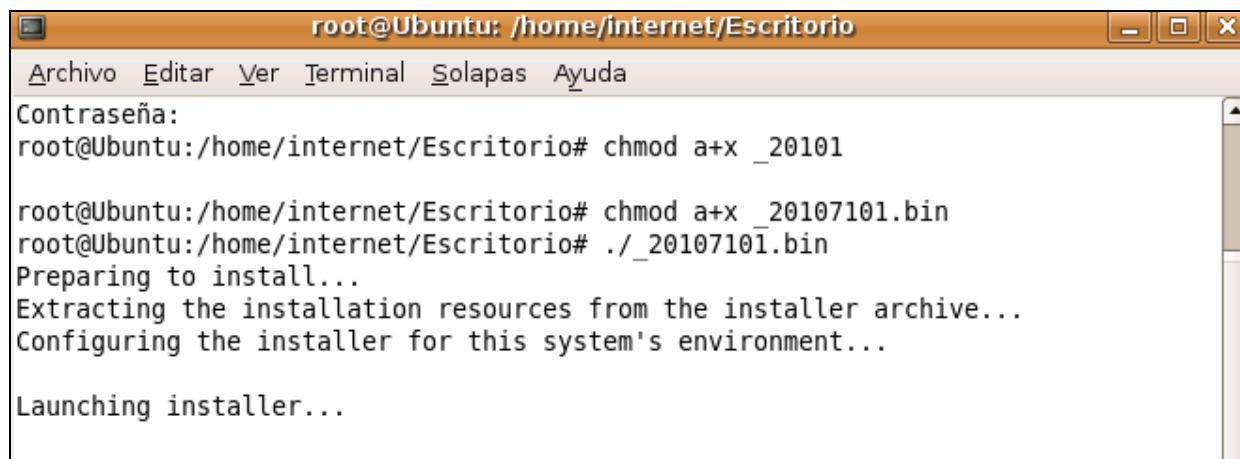 root@Ubuntu: /home/internet/Escritorio
Archivo Editar Ver Terminal Solapas Ayuda
Contraseña:
root@Ubuntu:/home/internet/Escritorio# chmod a+x _20101
root@Ubuntu:/home/internet/Escritorio# chmod a+x _20107101.bin
root@Ubuntu:/home/internet/Escritorio# ./_20107101.bin
Preparing to install...
Extracting the installation resources from the installer archive...
Configuring the installer for this system's environment...
Launching installer...